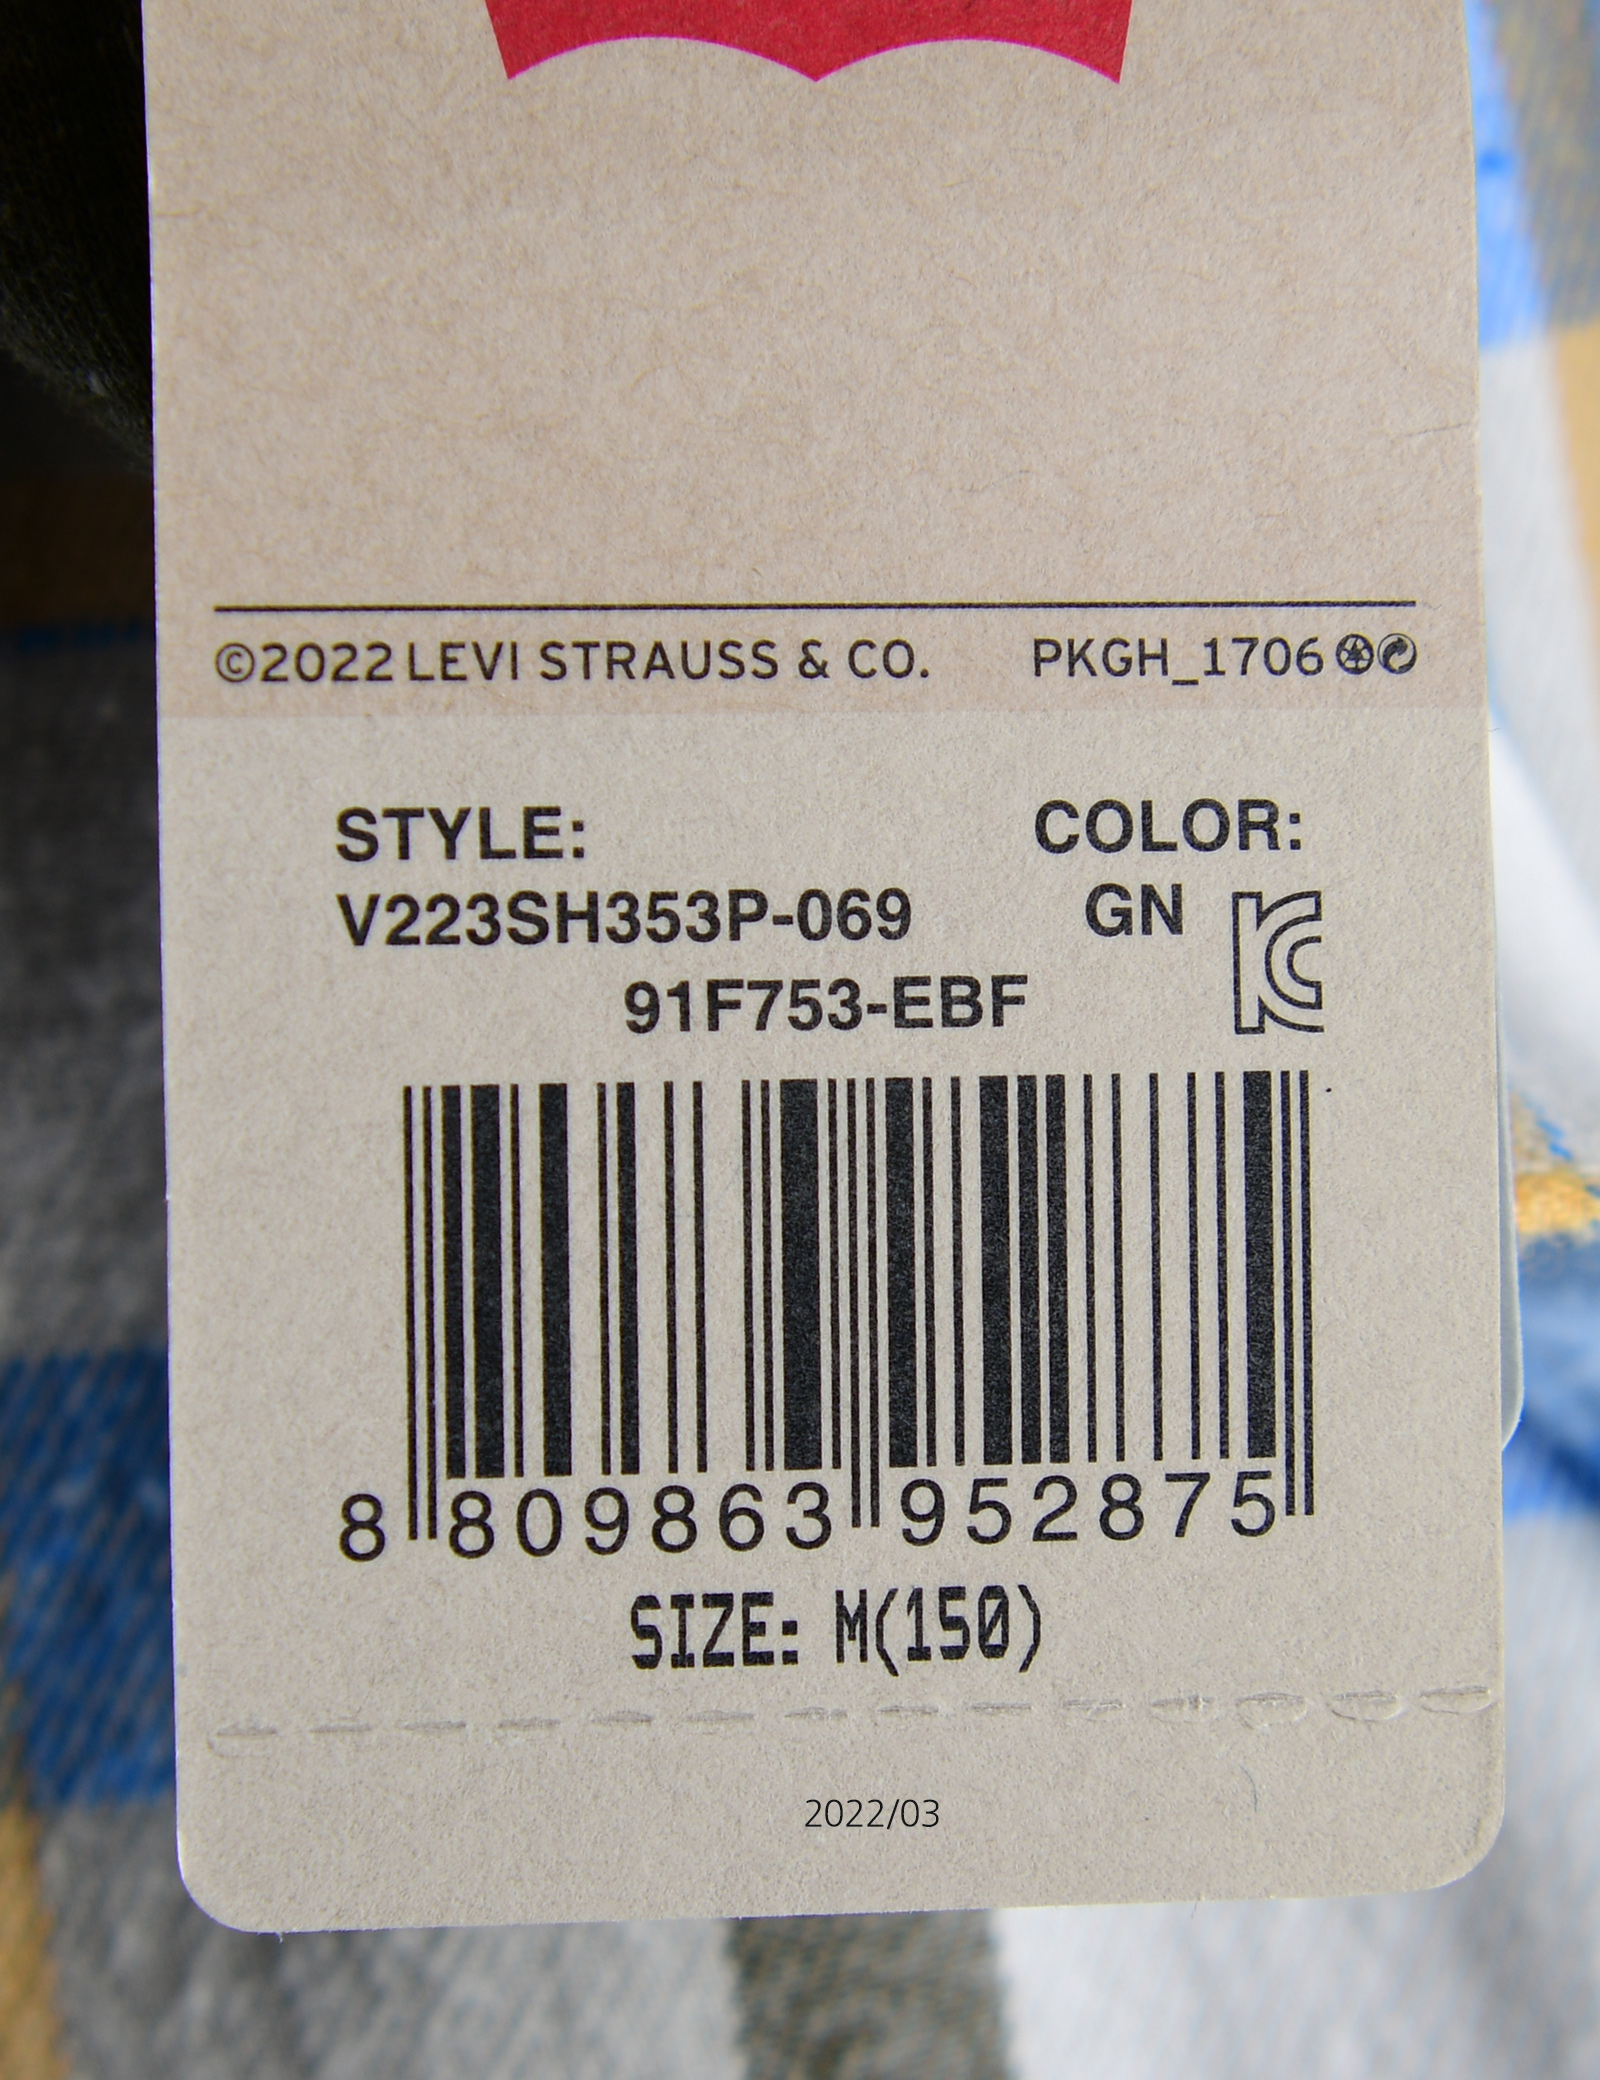 ©2022 LEVI STRAUSS & CO. PKGH_1706
STYLE: COLOR:
V223SH353P-069 GN
91F753-EBF
8 809863 952875
SIZE: M(150)
2022/03